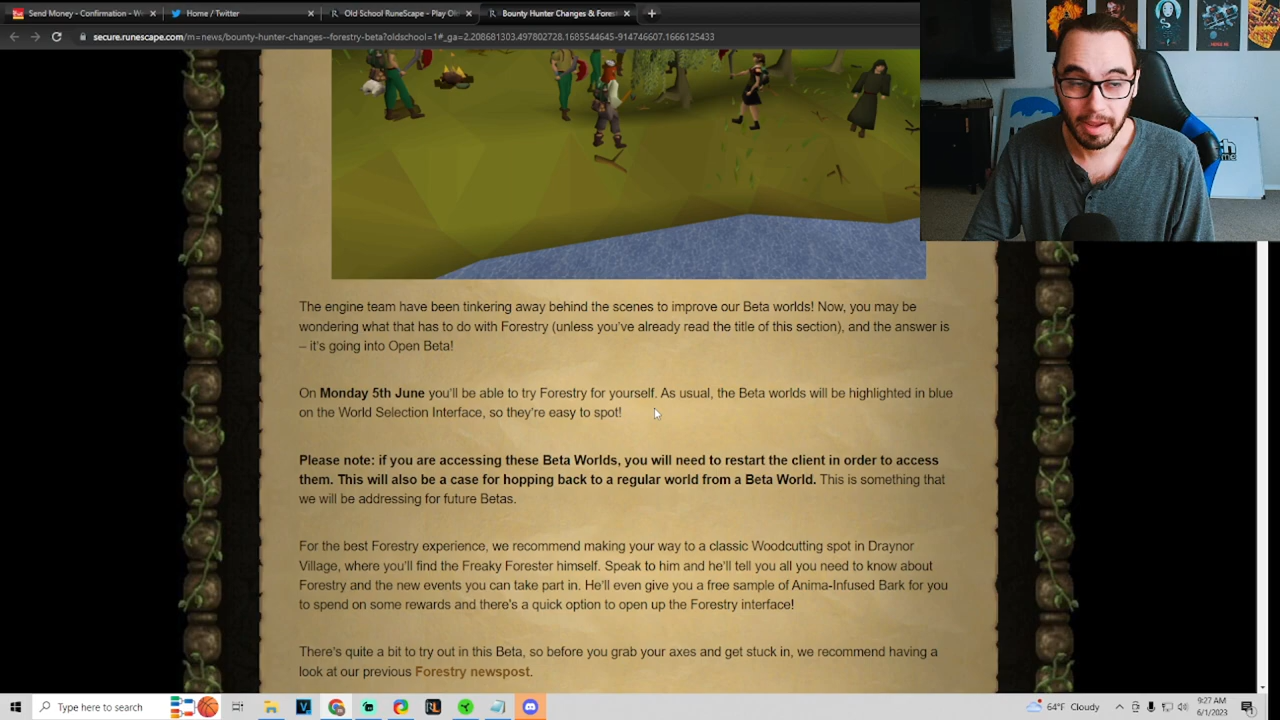 Send Money - Confirmation - W
Home / Twitter
Old School RuneScape - Play Ol
Bounty Hunter Changes & Fores
secure.runescape.com/m=news/bounty-hunter-changes--forestry-beta?oldschool=1#_ga=2.208681303.497802728.1685544645-914746607.1666125433
The engine team have been tinkering away behind the scenes to improve our Beta worlds! Now, you may be
wondering what that has to do with Forestry (unless you've already read the title of this section), and the answer is
– it's going into Open Beta!
On Monday 5th June you'll be able to try Forestry for yourself. As usual, the Beta worlds will be highlighted in blue
on the World Selection Interface, so they're easy to spot!
Please note: if you are accessing these Beta Worlds, you will need to restart the client in order to access
them. This will also be a case for hopping back to a regular world from a Beta World. This is something that
we will be addressing for future Betas.
For the best Forestry experience, we recommend making your way to a classic Woodcutting spot in Draynor
Village, where you'll find the Freaky Forester himself. Speak to him and he'll tell you all you need to know about
Forestry and the new events you can take part in. He'll even give you a free sample of Anima-Infused Bark for you
to spend on some rewards and there's a quick option to open up the Forestry interface!
There's quite a bit to try out in this Beta, so before you grab your axes and get stuck in, we recommend having a
look at our previous Forestry newspost.
Type here to search
64°F Cloudy
9:27 AM
6/1/2023